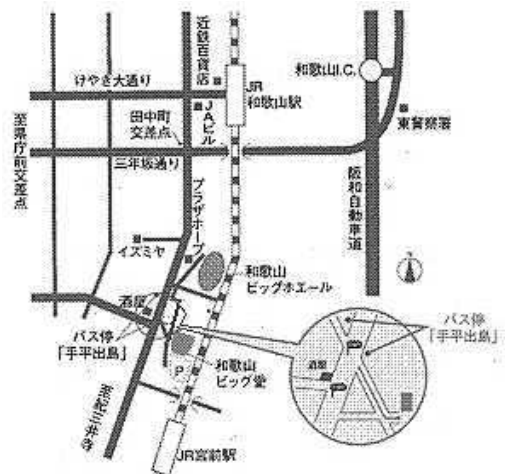 近鉄百貨店
けやき大通り
JR
和歌山駅
和歌山I.C.
JAビル
田中町
交差点
東警察署
至県庁前交差点
三年坂通り
阪和自動車道
プラザホープ
イズミヤ
和歌山
ビッグホエール
酒屋
バス停
「手平出島」
バス停
「手平出島」
酒屋
和歌山
ビッグ愛
P
至紀三井寺
JR宮前駅